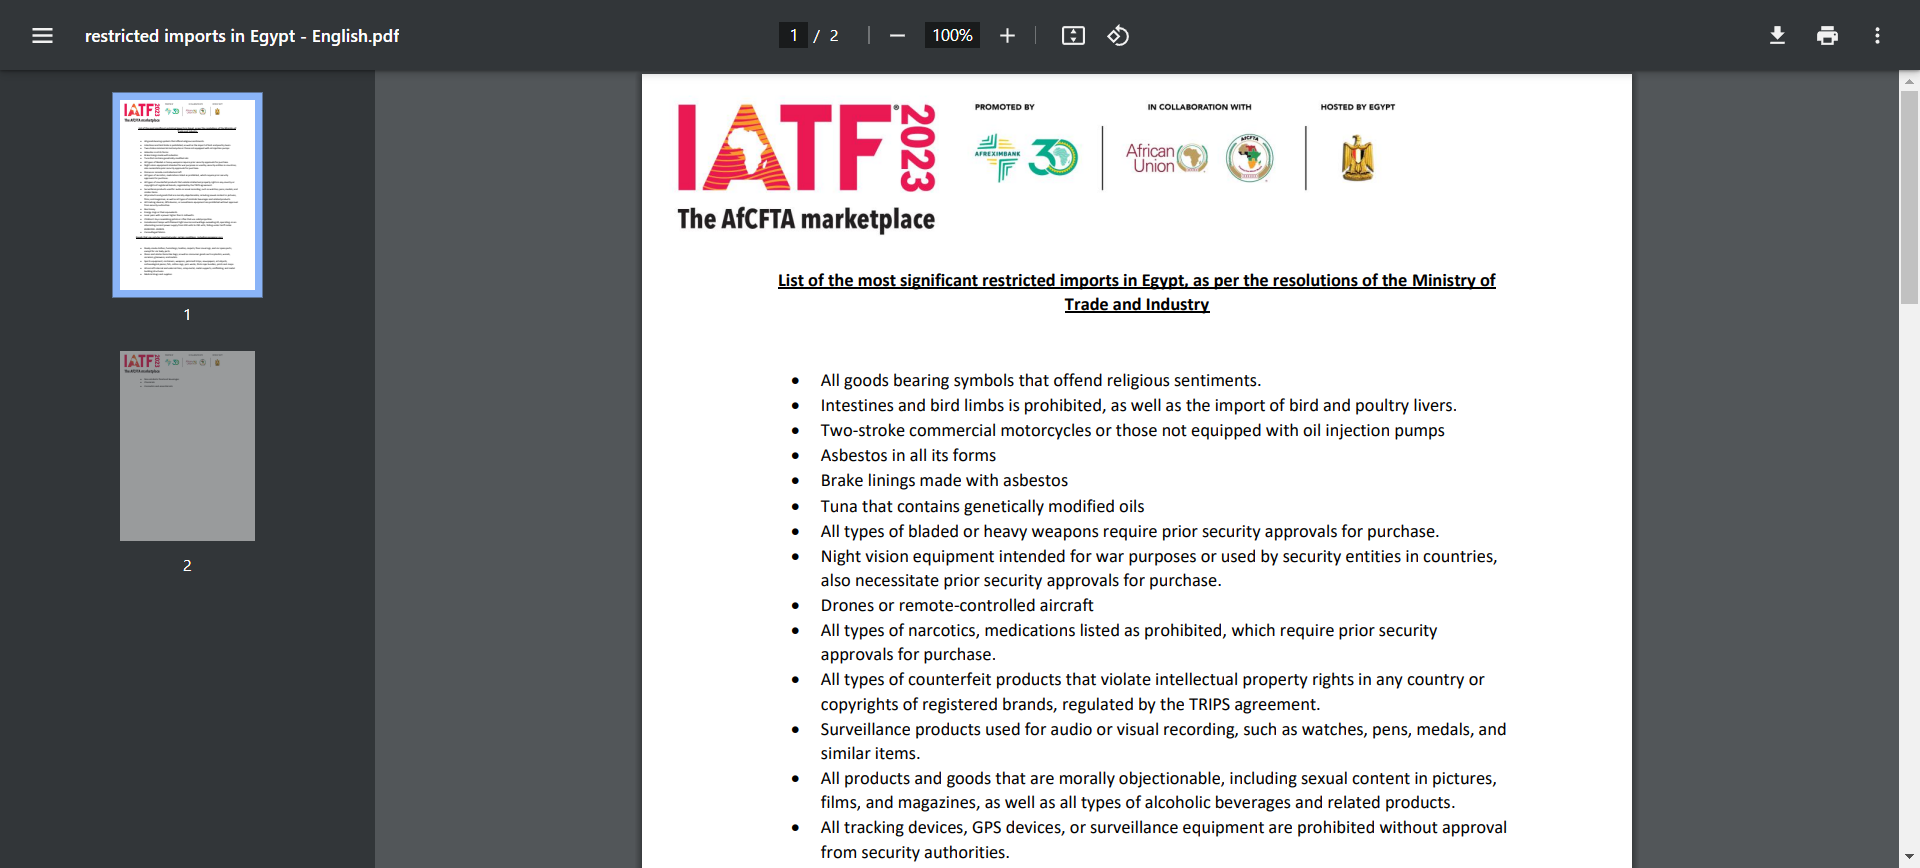 restricted imports in Egypt - English.pdf
1 / 2
100%
IATF 2023
The AfCFTA marketplace
PROMOTED BY
IN COLLABORATION WITH
HOSTED BY EGYPT
AFREXIMBANK
30
African Union
AfCFTA
List of the most significant restricted imports in Egypt, as per the resolutions of the Ministry of
Trade and Industry
• All goods bearing symbols that offend religious sentiments.
• Intestines and bird limbs is prohibited, as well as the import of bird and poultry livers.
• Two-stroke commercial motorcycles or those not equipped with oil injection pumps
• Asbestos in all its forms
• Brake linings made with asbestos
• Tuna that contains genetically modified oils
• All types of bladed or heavy weapons require prior security approvals for purchase.
• Night vision equipment intended for war purposes or used by security entities in countries,
also necessitate prior security approvals for purchase.
• Drones or remote-controlled aircraft
• All types of narcotics, medications listed as prohibited, which require prior security
approvals for purchase.
• All types of counterfeit products that violate intellectual property rights in any country or
copyrights of registered brands, regulated by the TRIPS agreement.
• Surveillance products used for audio or visual recording, such as watches, pens, medals, and
similar items.
• All products and goods that are morally objectionable, including sexual content in pictures,
films, and magazines, as well as all types of alcoholic beverages and related products.
• All tracking devices, GPS devices, or surveillance equipment are prohibited without approval
from security authorities.
IATF 2023
The AfCFTA marketplace
1
IATF 2023
The AfCFTA marketplace
2